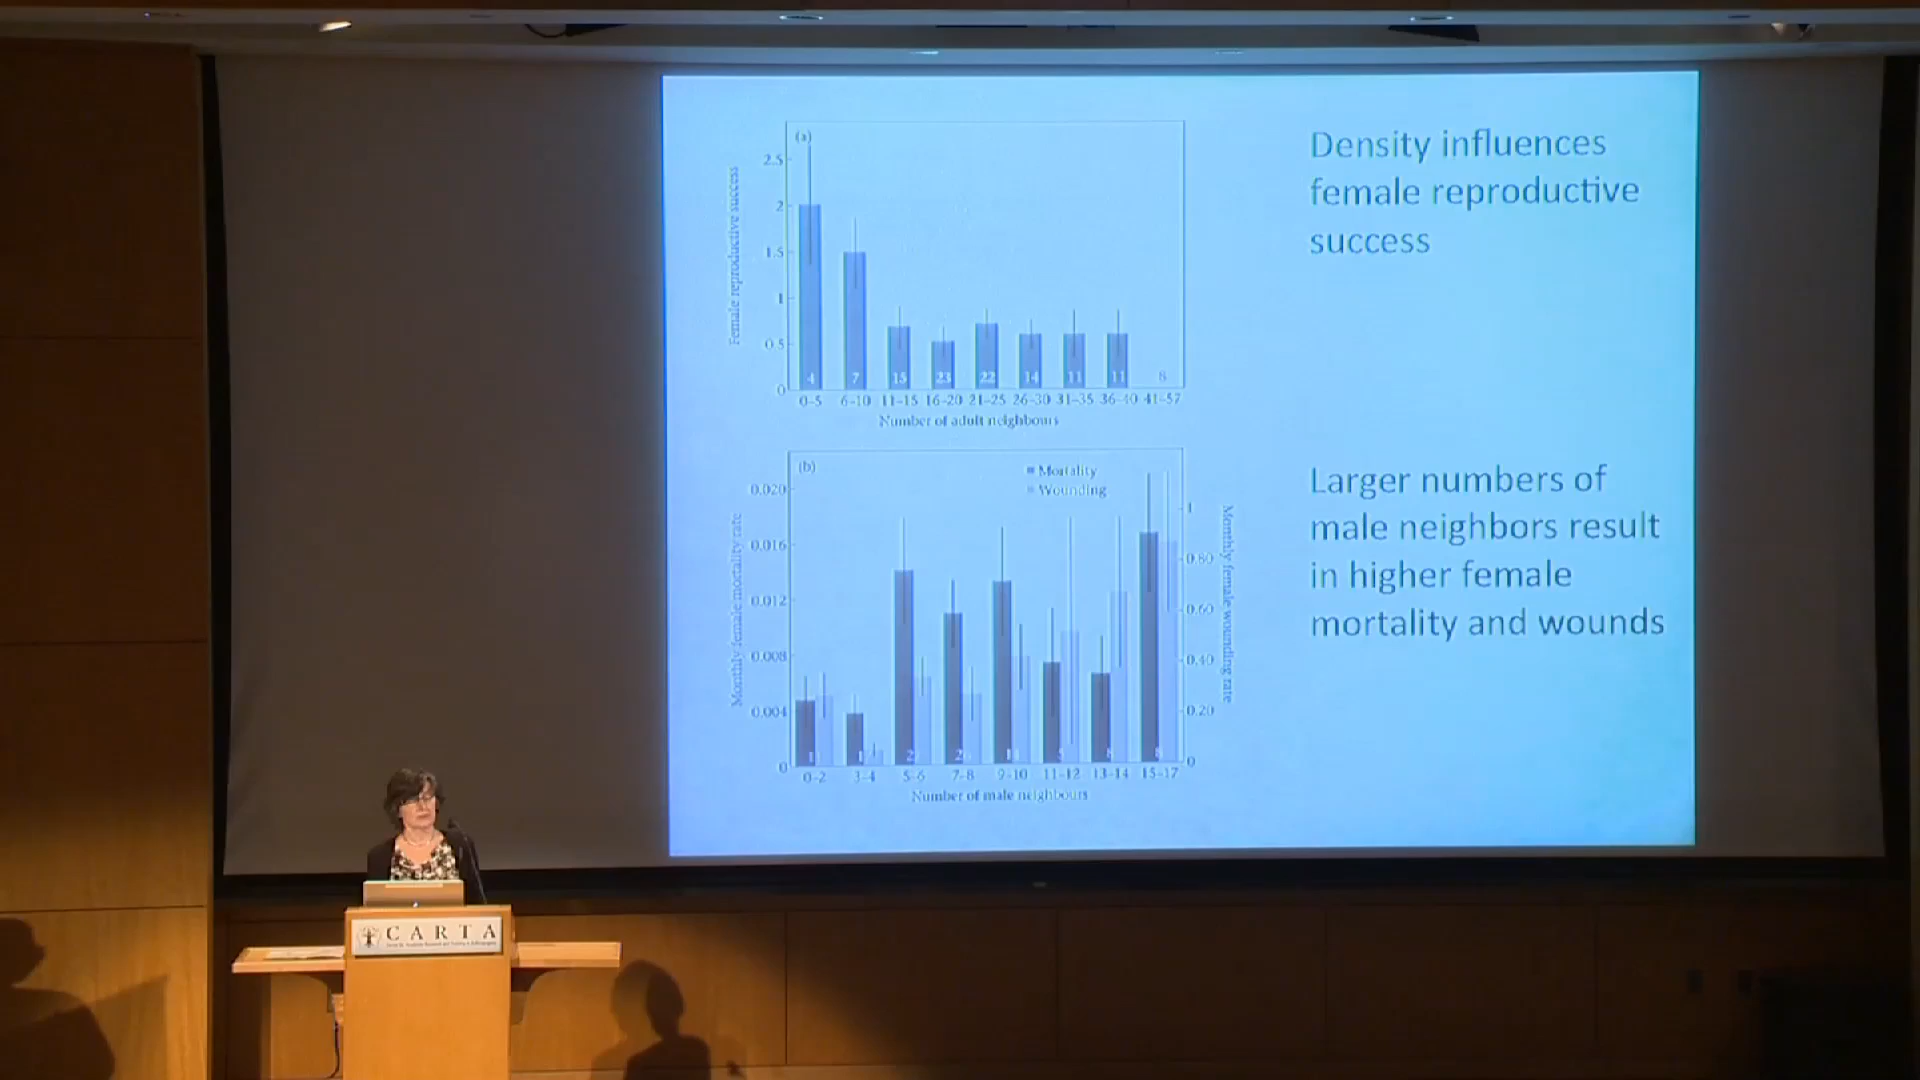 (a)
Density influences
female reproductive
success
Female reproductive success
2.5
2
1.5
1
0.5
0
4 7 15 23 22 14 11 11 8
0–5 6–10 11–15 16–20 21–25 26–30 31–35 36–40 41–57
Number of adult neighbours
(b)
Mortality
Wounding
Larger numbers of
male neighbors result
in higher female
mortality and wounds
Monthly female mortality rate
0.020
0.016
0.012
0.008
0.004
0
Monthly female wounding rate
1
0.80
0.60
0.40
0.20
0
0–2 3–4 5–6 7–8 9–10 11–12 13–14 15–17
Number of male neighbours
CARTA